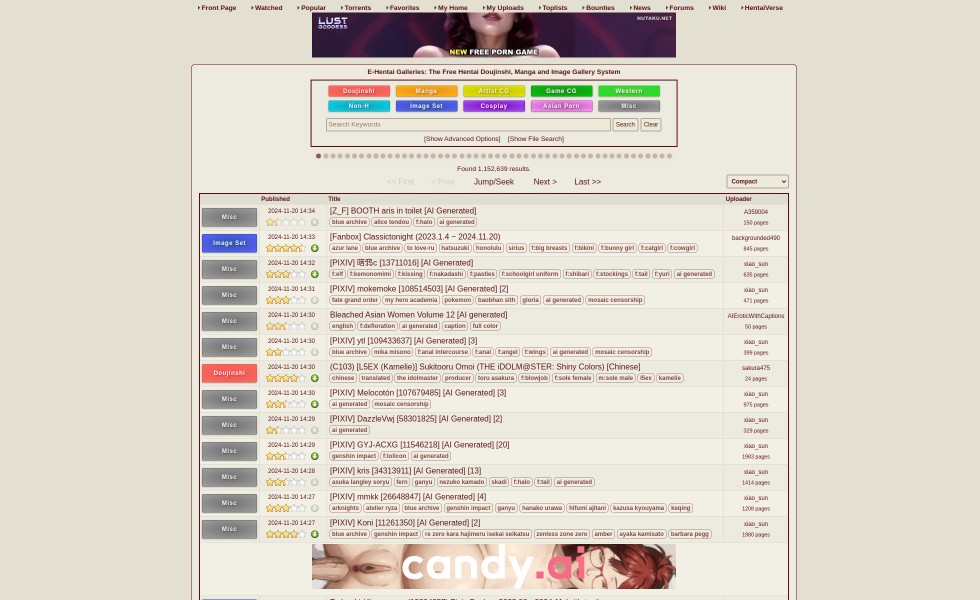 Front Page Watched Popular Torrents Favorites My Home My Uploads Toplists Bounties News Forums Wiki HentaiVerse
LUST GODDESS
NUTAKU.NET
NEW FREE PORN GAME
E-Hentai Galleries: The Free Hentai Doujinshi, Manga and Image Gallery System
Doujinshi Manga Artist CG Game CG Western
Non-H Image Set Cosplay Asian Porn Misc
Search Keywords Search Clear
[Show Advanced Options] [Show File Search]
Found 1,152,639 results.
<< First < Prev Jump/Seek Next > Last >> Compact
Published Title Uploader
Misc 2024-11-20 14:34 [Z_F] BOOTH aris in toilet [AI Generated] A359004
blue archive alice tendou f:halo ai generated 150 pages
Image Set 2024-11-20 14:33 [Fanbox] Classictonight (2023.1.4 ~ 2024.11.20) backgrounded490
azur lane blue archive to love-ru hatsuzuki honolulu sirius f:big breasts f:bikini f:bunny girl f:catgirl f:cowgirl 845 pages
Misc 2024-11-20 14:32 [PIXIV] c [13711016] [AI Generated] xiao_sun
f:elf f:kemonomimi f:kissing f:nakadashi f:pasties f:schoolgirl uniform f:shibari f:stockings f:tail f:yuri ai generated 635 pages
Misc 2024-11-20 14:31 [PIXIV] mokemoke [108514503] [AI Generated] [2] xiao_sun
fate grand order my hero academia pokemon baobhan sith gloria ai generated mosaic censorship 471 pages
Misc 2024-11-20 14:30 Bleached Asian Women Volume 12 [AI generated] AIEroticWithCaptions
english f:defloration ai generated caption full color 50 pages
Misc 2024-11-20 14:30 [PIXIV] ytl [109433637] [AI Generated] [3] xiao_sun
blue archive mika misono f:anal intercourse f:anal f:angel f:wings ai generated mosaic censorship 399 pages
Doujinshi 2024-11-20 14:30 (C103) [L5EX (Kamelie)] Sukitooru Omoi (THE iDOLM@STER: Shiny Colors) [Chinese] sakura475
chinese translated the idolmaster producer toru asakura f:blowjob f:sole female m:sole male l5ex kamelie 24 pages
Misc 2024-11-20 14:30 [PIXIV] Melocotón [107679485] [AI Generated] [3] xiao_sun
ai generated mosaic censorship 975 pages
Misc 2024-11-20 14:29 [PIXIV] DazzleVwj [58301825] [AI Generated] [2] xiao_sun
ai generated 329 pages
Misc 2024-11-20 14:29 [PIXIV] GYJ-ACXG [11546218] [AI Generated] [20] xiao_sun
genshin impact f:lolicon ai generated 1983 pages
Misc 2024-11-20 14:28 [PIXIV] kris [34313911] [AI Generated] [13] xiao_sun
asuka langley soryu fern ganyu nezuko kamado skadi f:halo f:tail ai generated 1414 pages
Misc 2024-11-20 14:27 [PIXIV] mmkk [26648847] [AI Generated] [4] xiao_sun
arknights atelier ryza blue archive genshin impact ganyu hanako urawa hifumi ajitani kazusa kyouyama keqing 1208 pages
Misc 2024-11-20 14:27 [PIXIV] Koni [11261350] [AI Generated] [2] xiao_sun
blue archive genshin impact re zero kara hajimeru isekai seikatsu zenless zone zero amber ayaka kamisato barbara pegg 1980 pages
candy.ai